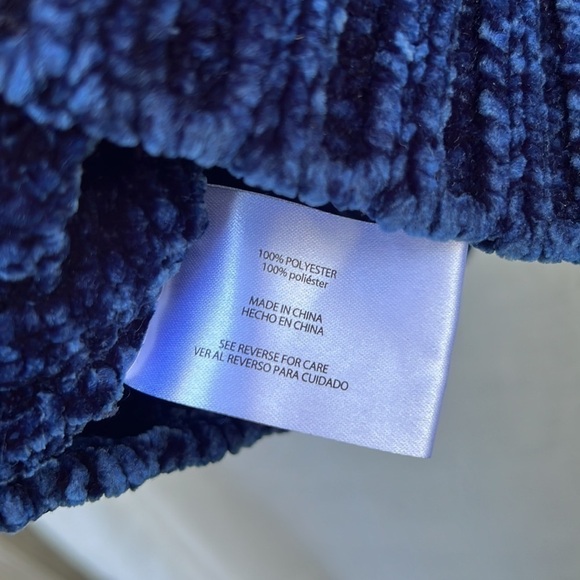 100% POLYESTER
100% poliéster
MADE IN CHINA
HECHO EN CHINA
SEE REVERSE FOR CARE
VER AL REVERSO PARA CUIDADO